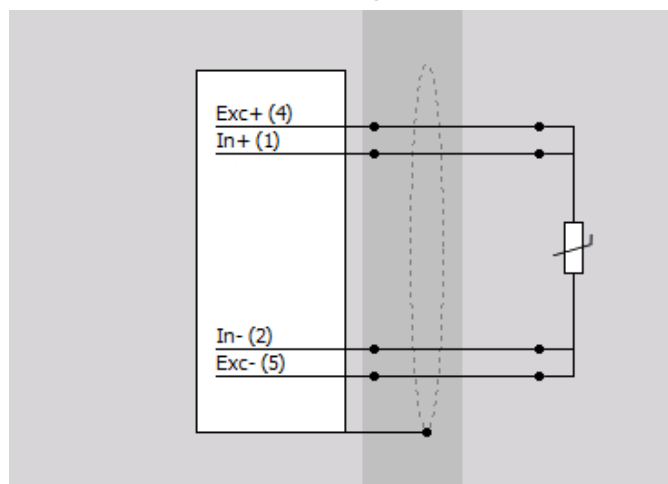 Exc+ (4)
In+ (1)
In- (2)
Exc- (5)